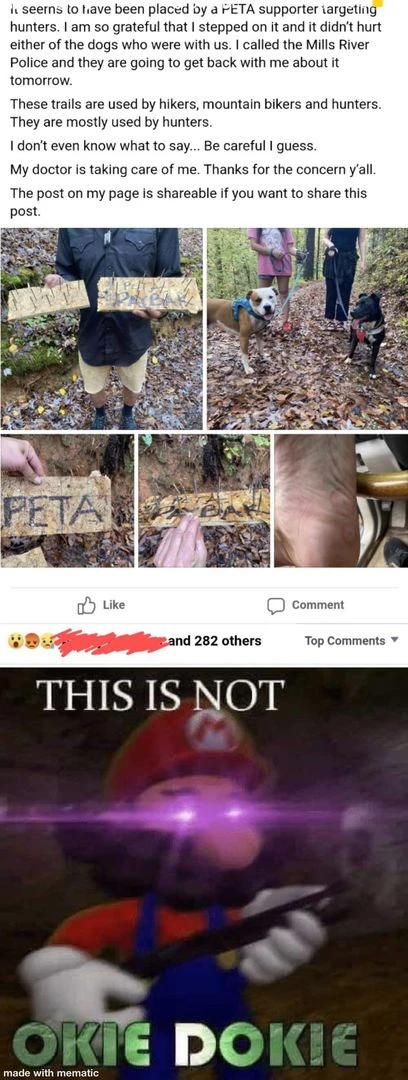 it seems to have been placed by a PETA supporter targeting
hunters. I am so grateful that I stepped on it and it didn't hurt
either of the dogs who were with us. I called the Mills River
Police and they are going to get back with me about it
tomorrow.
These trails are used by hikers, mountain bikers and hunters.
They are mostly used by hunters.
I don't even know what to say... Be careful I guess.
My doctor is taking care of me. Thanks for the concern y'all.
The post on my page is shareable if you want to share this
post.
PETA
Like
Comment
and 282 others
Top Comments
THIS IS NOT
M
OKIE DOKIE
made with mematic